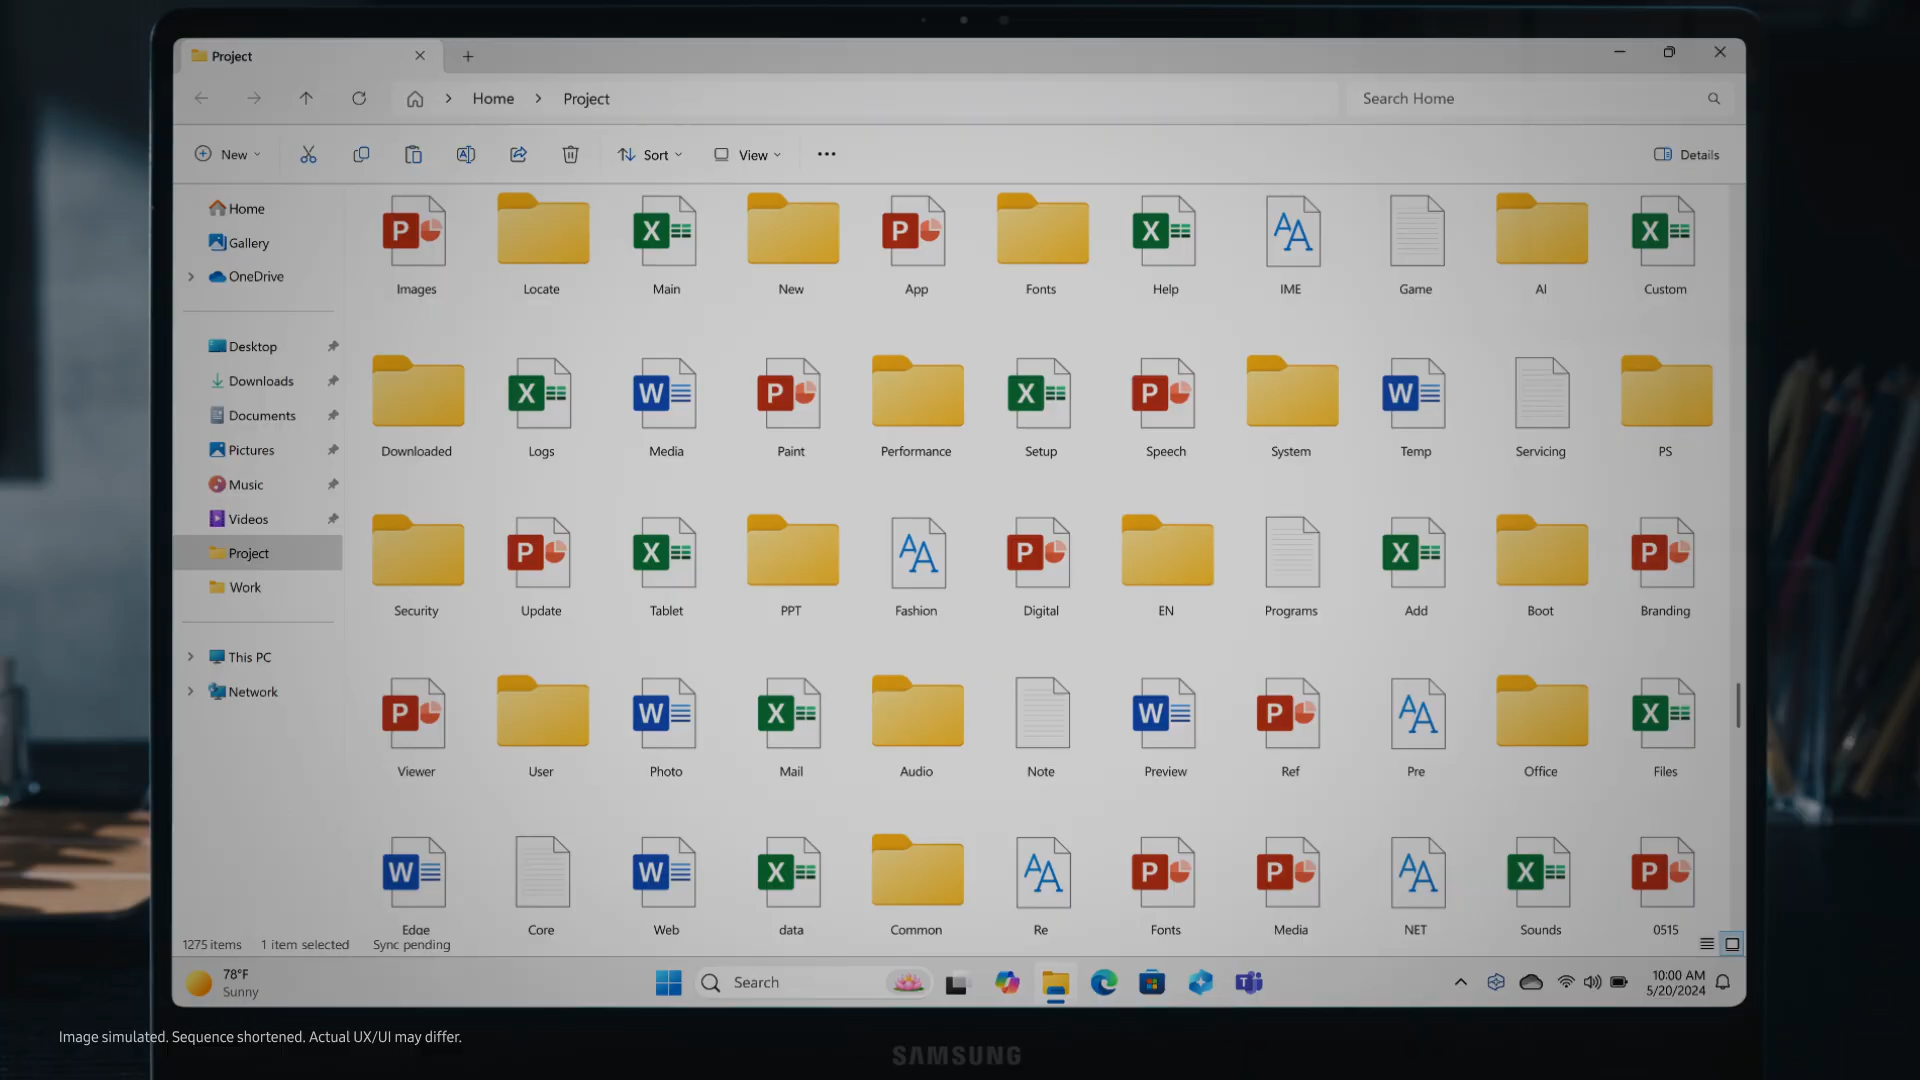 Project
Home
Project
Search Home
New
Sort
View
Details
Home
Gallery
OneDrive
Desktop
Downloads
Documents
Pictures
Music
Videos
Project
Work
This PC
Network
Images
Locate
Main
New
App
Fonts
Help
IME
Game
AI
Custom
Downloaded
Logs
Media
Paint
Performance
Setup
Speech
System
Temp
Servicing
PS
Security
Update
Tablet
PPT
Fashion
Digital
EN
Programs
Add
Boot
Branding
Viewer
User
Photo
Mail
Audio
Note
Preview
Ref
Pre
Office
Files
Edge
Core
Web
data
Common
Re
Fonts
Media
NET
Sounds
0515
1275 items
1 item selected
Sync pending
78°F
Sunny
Search
10:00 AM
5/20/2024
Image simulated. Sequence shortened. Actual UX/UI may differ.
SAMSUNG